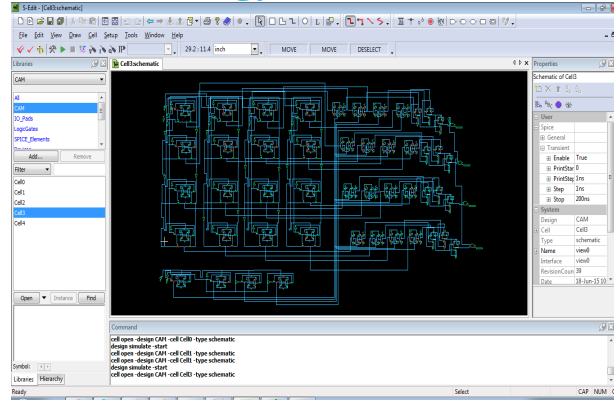 S-Edit - [Cell3:schematic]
File Edit View Draw Cell Setup Tools Window Help
29.2 : 11.4 inch MOVE MOVE DESELECT
Libraries
Cell3:schematic
Properties
CAM
Schematic of Cell3
All
CAM
IO_Pads
LogicGates
SPICE_Elements
Add... Remove
Filter
Cell0
Cell1
Cell2
Cell3
Cell4
Open Instance Find
Symbol:
Libraries Hierarchy
User
Spice
General
Transient
Enable True
PrintStar 0
PrintStep 1ns
Step 1ns
Stop 200ns
System
Design CAM
Cell Cell3
Type schematic
Name view0
Interface view0
RevisionCoun 38
Date 18-Jun-15 10
Command
cell open -design CAM -cell Cell0 -type schematic
design simulate -start
cell open -design CAM -cell Cell1 -type schematic
cell open -design CAM -cell Cell1 -type schematic
design simulate -start
cell open -design CAM -cell Cell3 -type schematic
Ready Select CAP NUM